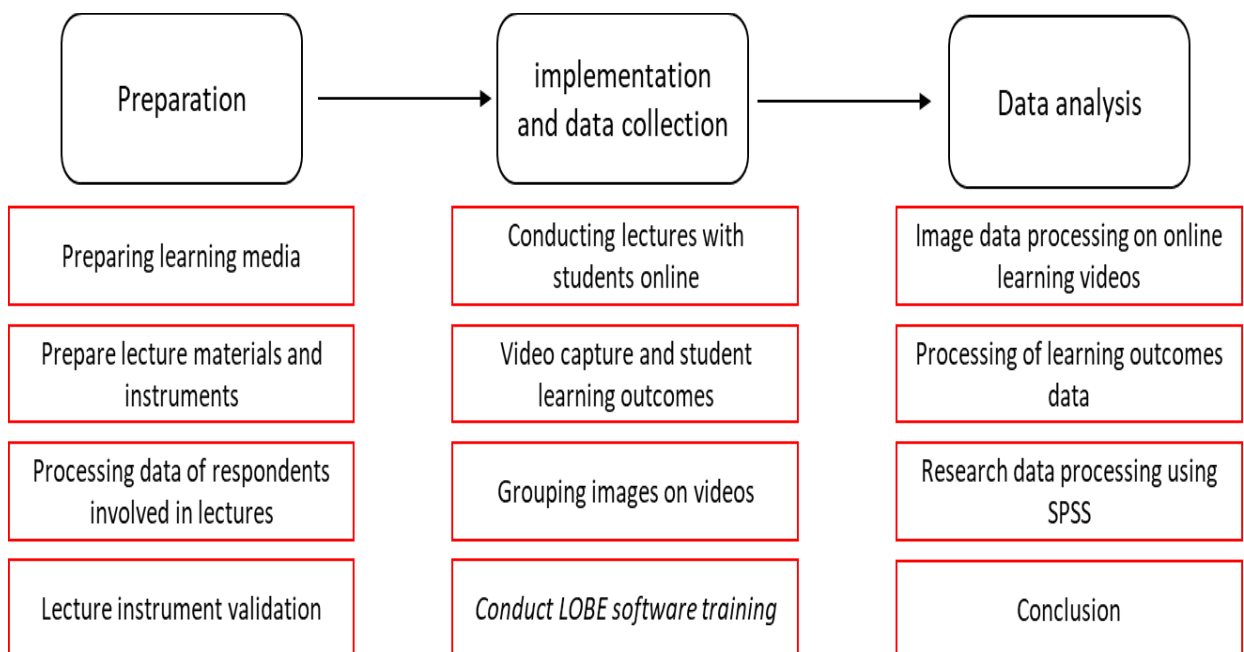 Preparation
implementation
and data collection
Data analysis
Preparing learning media
Prepare lecture materials and
instruments
Processing data of respondents
involved in lectures
Lecture instrument validation
Conducting lectures with
students online
Video capture and student
learning outcomes
Grouping images on videos
Conduct LOBE software training
Image data processing on online
learning videos
Processing of learning outcomes
data
Research data processing using
SPSS
Conclusion